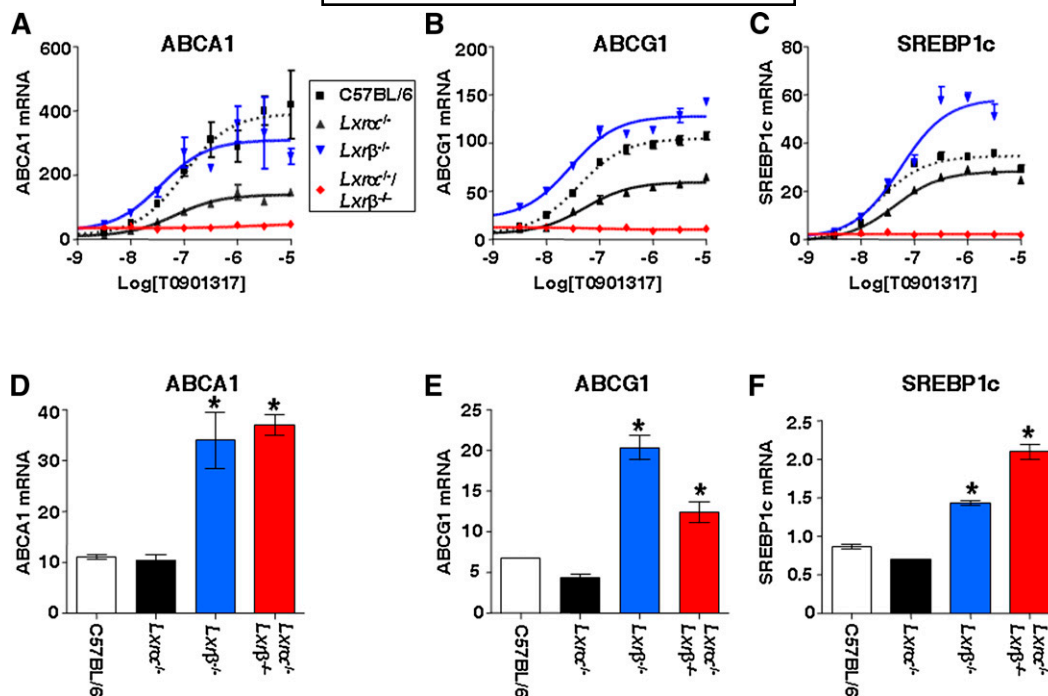 A
ABCA1
ABCA1 mRNA
600
400
200
0
-9 -8 -7 -6 -5
Log[T0901317]
C57BL/6
Lxrα-/-
Lxrβ-/-
Lxrα-/-/
Lxrβ-/-
B
ABCG1
ABCG1 mRNA
200
150
100
50
0
-9 -8 -7 -6 -5
Log[T0901317]
C
SREBP1c
SREBP1c mRNA
80
60
40
20
0
-9 -8 -7 -6 -5
Log[T0901317]
D
ABCA1
ABCA1 mRNA
40
30
20
10
0
* *
C57BL/6
Lxrα-/-
Lxrβ-/-
Lxrα-/-
Lxrβ-/-
E
ABCG1
ABCG1 mRNA
25
20
15
10
5
0
* *
C57BL/6
Lxrα-/-
Lxrβ-/-
Lxrα-/-
Lxrβ-/-
F
SREBP1c
SREBP1c mRNA
2.5
2.0
1.5
1.0
0.5
0.0
* *
C57BL/6
Lxrα-/-
Lxrβ-/-
Lxrα-/-
Lxrβ-/-